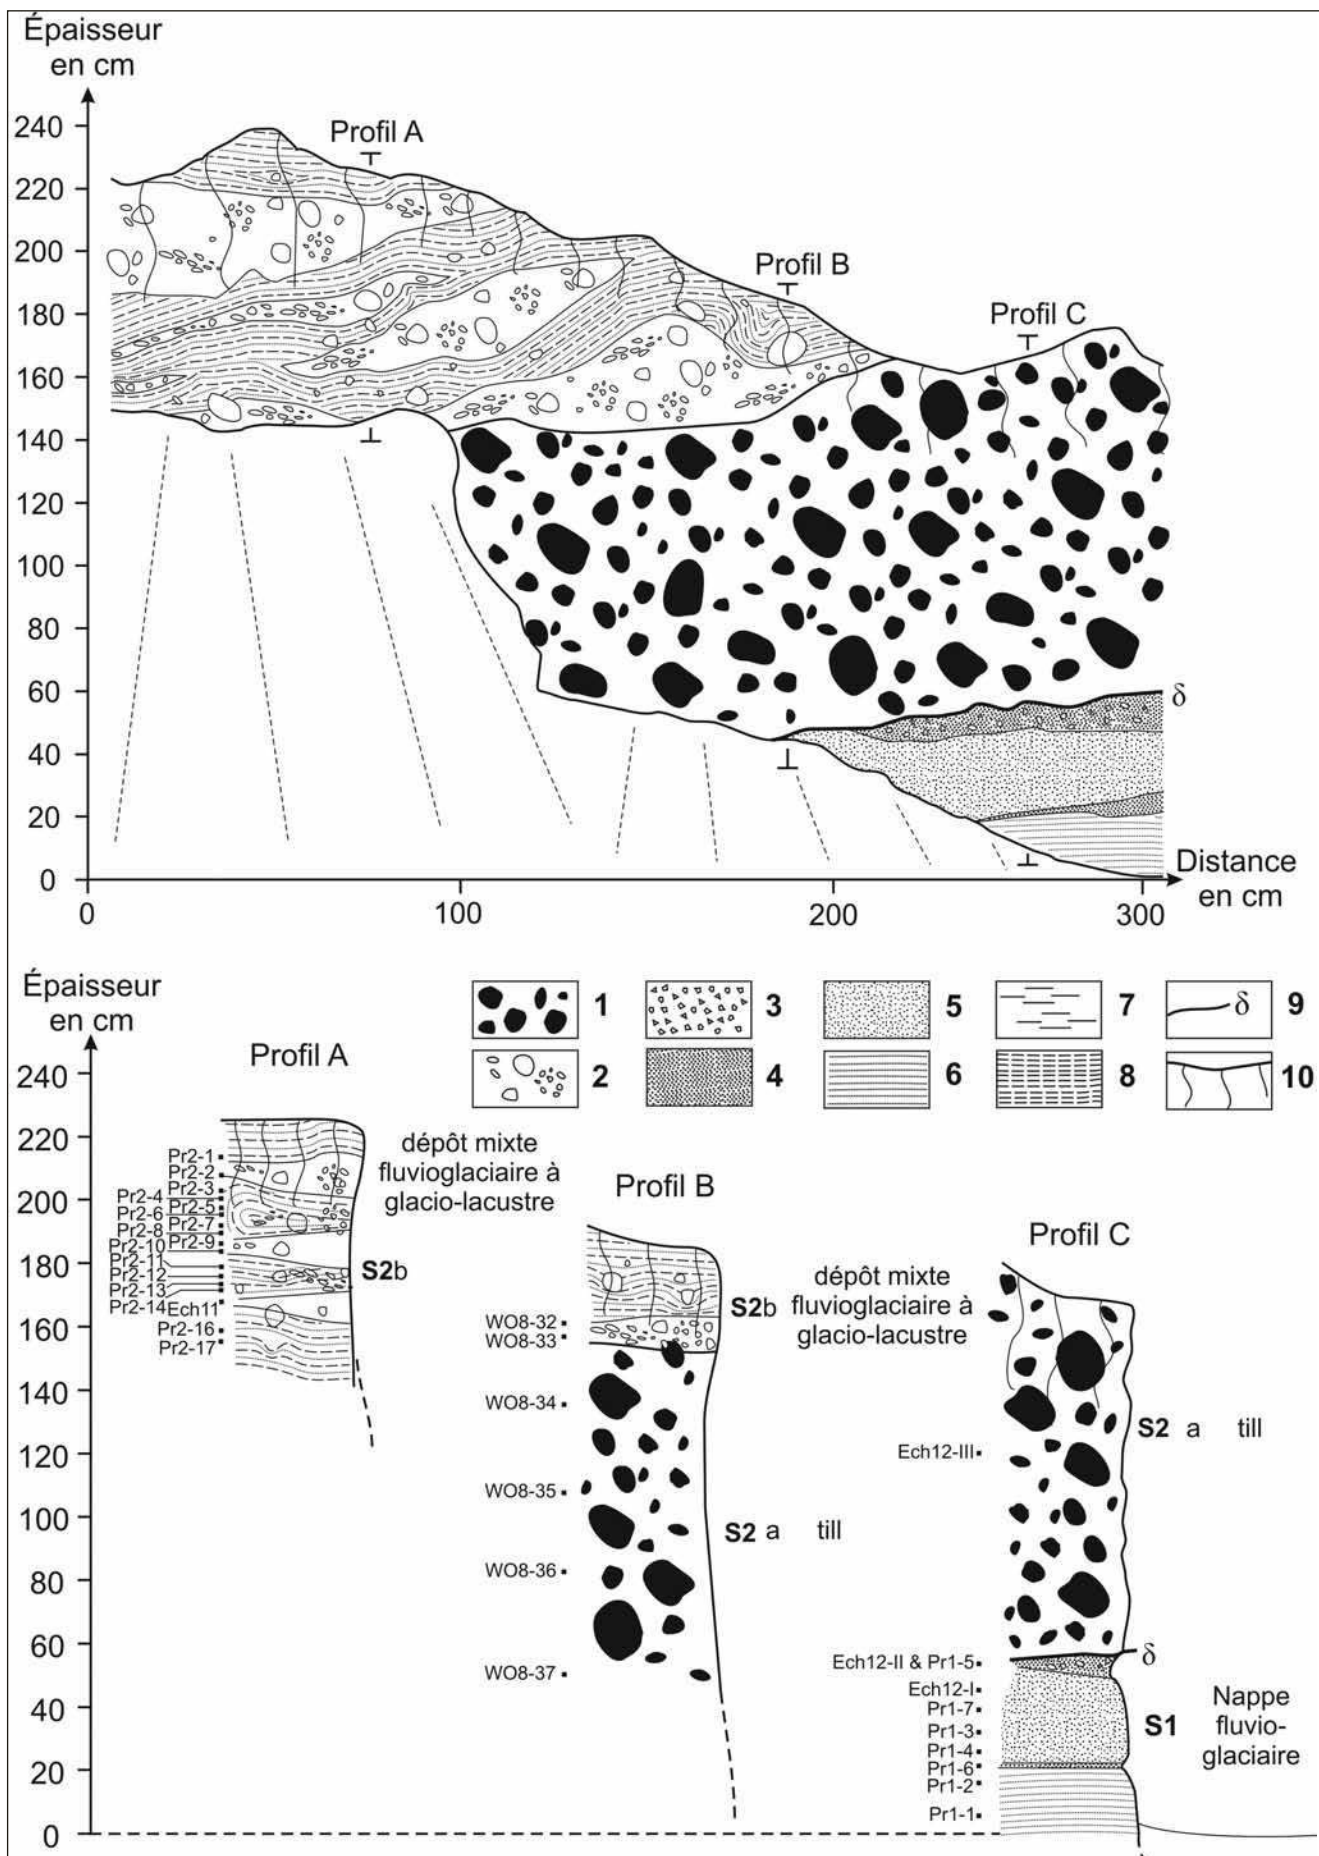 Épaisseur
en cm
240
220
200
180
160
140
120
100
80
60
40
20
0
Profil A
Profil B
Profil C
δ
Distance
en cm
0
100
200
300
Épaisseur
en cm
240
220
200
180
160
140
120
100
80
60
40
20
0
1
3
5
7
δ 9
2
4
6
8
10
Profil A
Pr2-1
Pr2-2
Pr2-3
Pr2-4
Pr2-5
Pr2-6
Pr2-7
Pr2-8
Pr2-9
Pr2-10
Pr2-11
Pr2-12
Pr2-13
Pr2-14
Ech11
Pr2-16
Pr2-17
dépôt mixte
fluvioglaciaire à
glacio-lacustre
S2b
Profil B
WO8-32
WO8-33
WO8-34
WO8-35
WO8-36
WO8-37
dépôt mixte
fluvioglaciaire à
glacio-lacustre
S2b
S2 a till
Profil C
Ech12-III
S2 a till
Ech12-II & Pr1-5
δ
Ech12-I
Pr1-7
Pr1-3
Pr1-4
Pr1-6
Pr1-2
Pr1-1
S1
Nappe
fluvio-
glaciaire